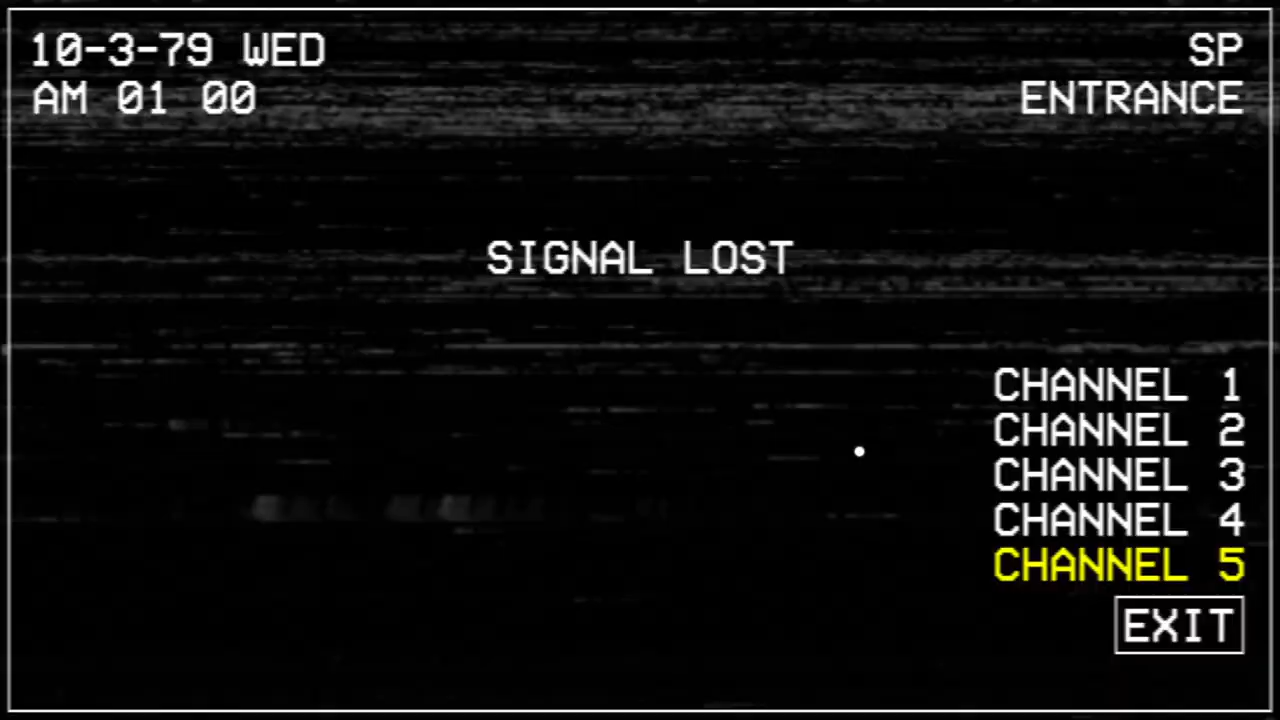 10-3-79 WED
AM 01 00
SP
ENTRANCE
SIGNAL LOST
CHANNEL 1
CHANNEL 2
CHANNEL 3
CHANNEL 4
CHANNEL 5
EXIT